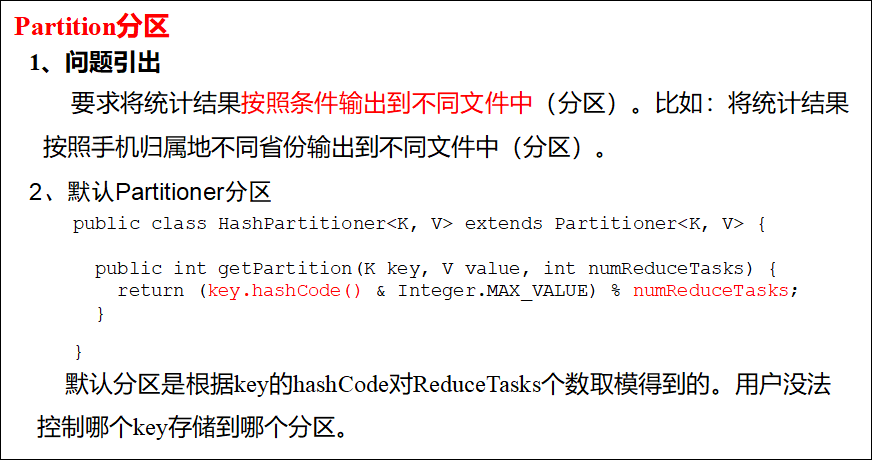 Partition分区
1、问题引出
要求将统计结果按照条件输出到不同文件中（分区）。比如：将统计结果
按照手机归属地不同省份输出到不同文件中（分区）。
2、默认Partitioner分区
public class HashPartitioner<K, V> extends Partitioner<K, V> {
public int getPartition(K key, V value, int numReduceTasks) {
return (key.hashCode() & Integer.MAX_VALUE) % numReduceTasks;
}
}
默认分区是根据key的hashCode对ReduceTasks个数取模得到的。用户没法
控制哪个key存储到哪个分区。